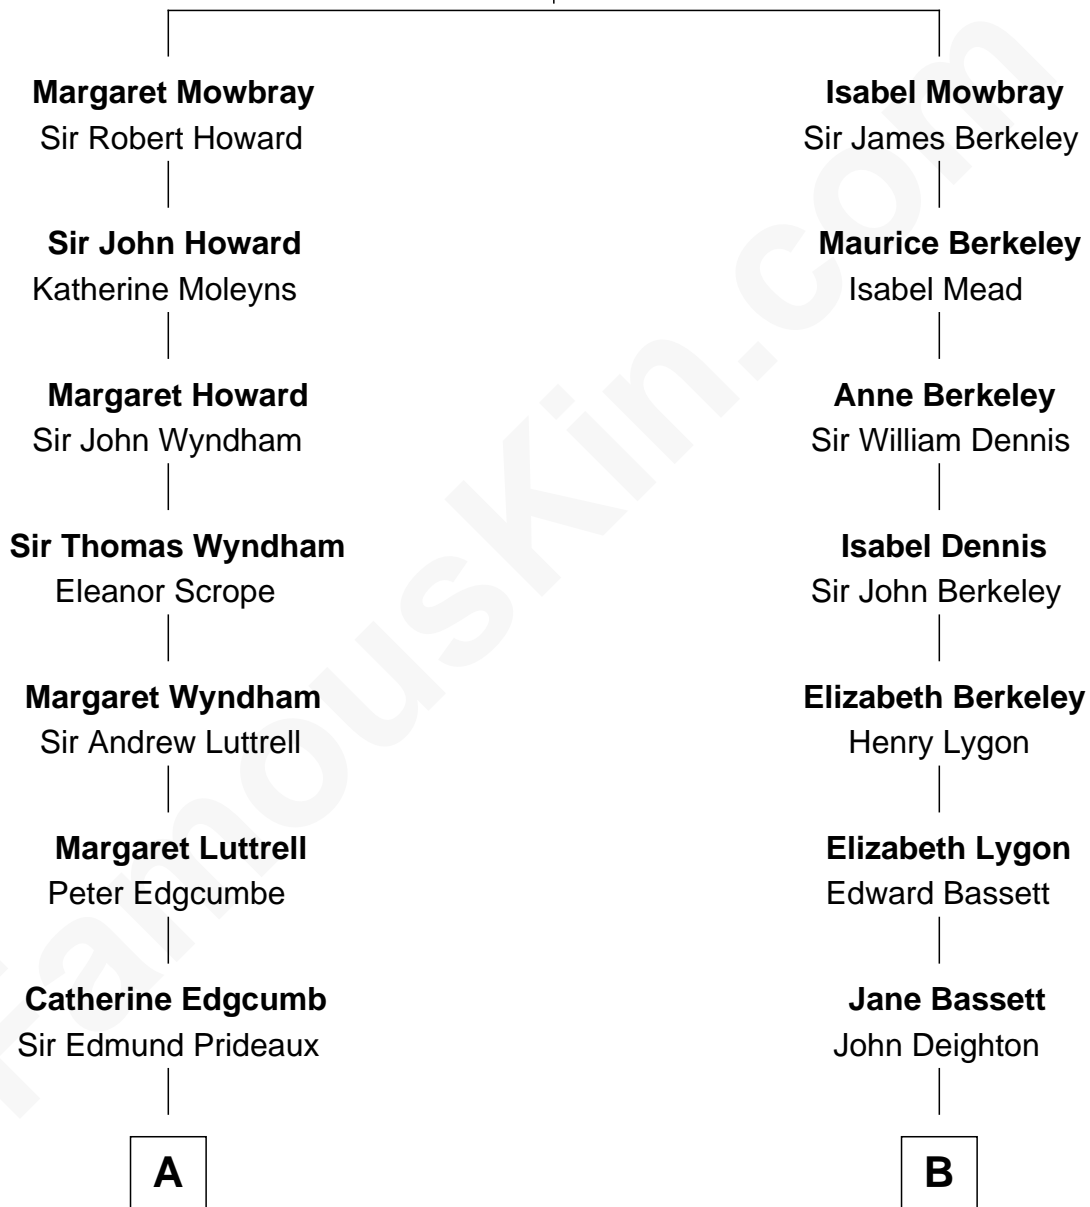 Margaret Mowbray
Sir Robert Howard
Sir John Howard
Katherine Moleyns
Margaret Howard
Sir John Wyndham
Sir Thomas Wyndham
Eleanor Scrope
Margaret Wyndham
Sir Andrew Luttrell
Margaret Luttrell
Peter Edgcumbe
Catherine Edgcumb
Sir Edmund Prideaux
A
Isabel Mowbray
Sir James Berkeley
Maurice Berkeley
Isabel Mead
Anne Berkeley
Sir William Dennis
Isabel Dennis
Sir John Berkeley
Elizabeth Berkeley
Henry Lygon
Elizabeth Lygon
Edward Bassett
Jane Bassett
John Deighton
B
FamousKin.com